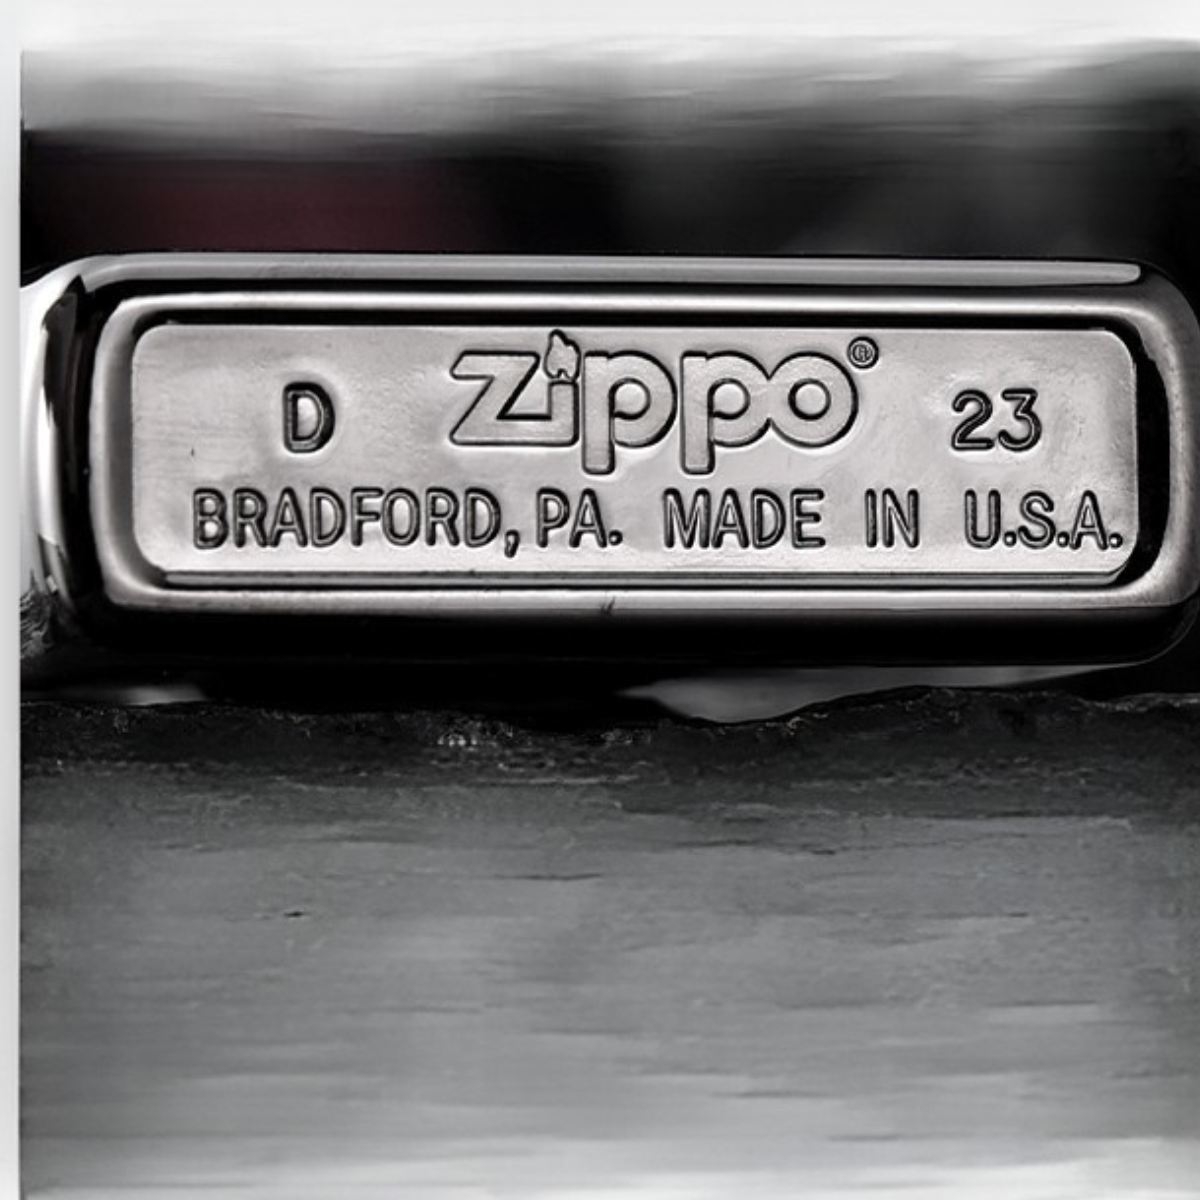 D Zippo® 23
BRADFORD, PA. MADE IN U.S.A.